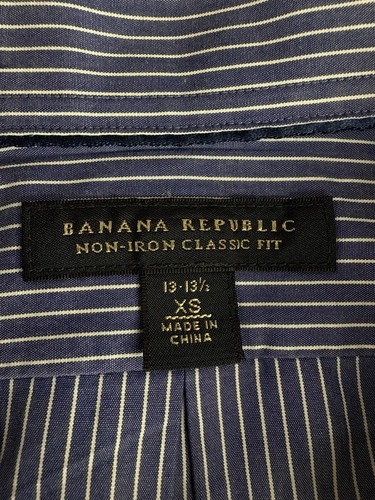 BANANA REPUBLIC
NON-IRON CLASSIC FIT
13·13½
XS
MADE IN
CHINA